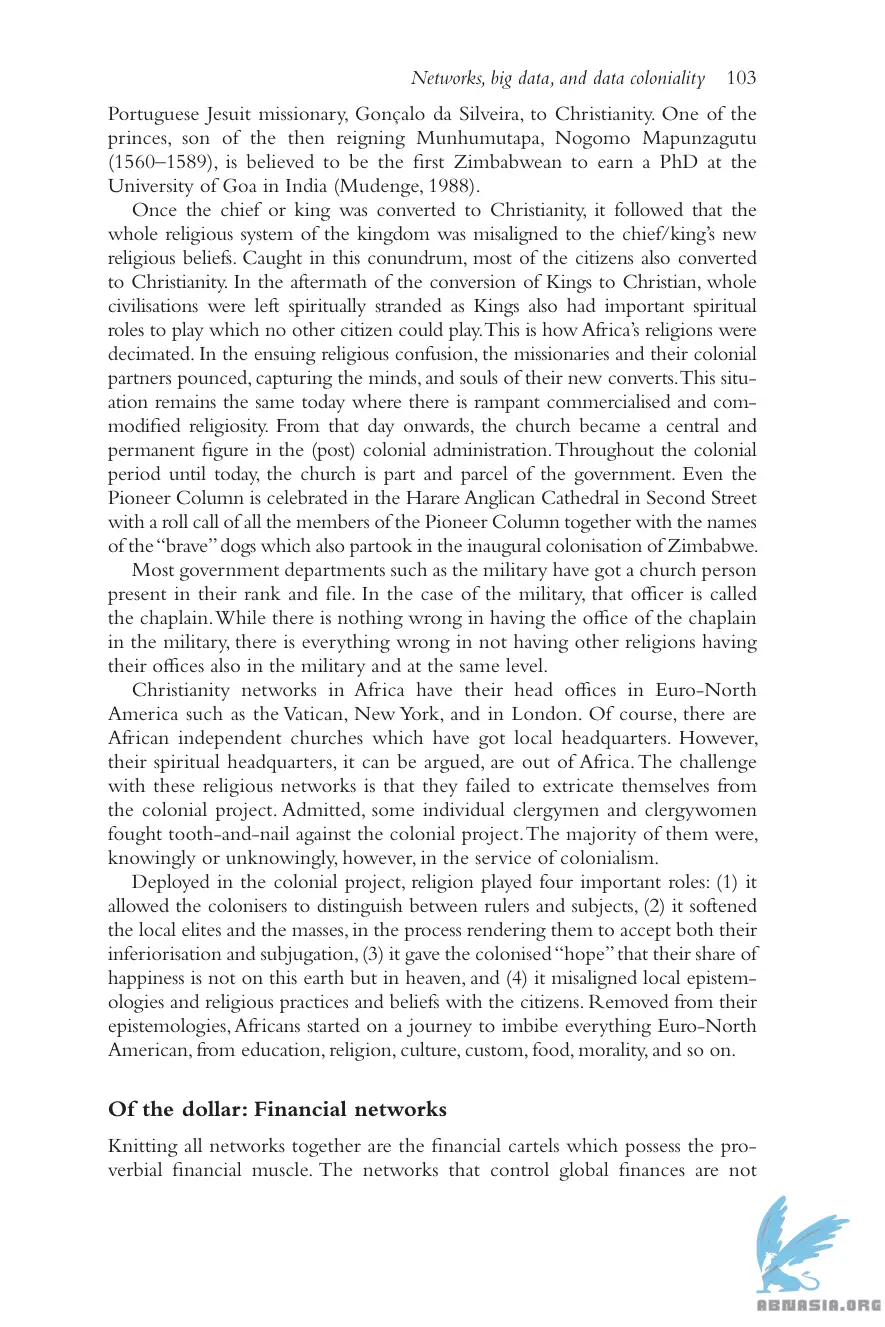 Networks, big data, and data coloniality 103
Portuguese Jesuit missionary, Gonçalo da Silveira, to Christianity. One of the
princes, son of the then reigning Munhumutapa, Nogomo Mapunzagutu
(1560–1589), is believed to be the first Zimbabwean to earn a PhD at the
University of Goa in India (Mudenge, 1988).
Once the chief or king was converted to Christianity, it followed that the
whole religious system of the kingdom was misaligned to the chief/king's new
religious beliefs. Caught in this conundrum, most of the citizens also converted
to Christianity. In the aftermath of the conversion of Kings to Christian, whole
civilisations were left spiritually stranded as Kings also had important spiritual
roles to play which no other citizen could play. This is how Africa's religions were
decimated. In the ensuing religious confusion, the missionaries and their colonial
partners pounced, capturing the minds, and souls of their new converts. This situ-
ation remains the same today where there is rampant commercialised and com-
modified religiosity. From that day onwards, the church became a central and
permanent figure in the (post) colonial administration. Throughout the colonial
period until today, the church is part and parcel of the government. Even the
Pioneer Column is celebrated in the Harare Anglican Cathedral in Second Street
with a roll call of all the members of the Pioneer Column together with the names
of the "brave" dogs which also partook in the inaugural colonisation of Zimbabwe.
Most government departments such as the military have got a church person
present in their rank and file. In the case of the military, that officer is called
the chaplain. While there is nothing wrong in having the office of the chaplain
in the military, there is everything wrong in not having other religions having
their offices also in the military and at the same level.
Christianity networks in Africa have their head offices in Euro-North
America such as the Vatican, New York, and in London. Of course, there are
African independent churches which have got local headquarters. However,
their spiritual headquarters, it can be argued, are out of Africa. The challenge
with these religious networks is that they failed to extricate themselves from
the colonial project. Admitted, some individual clergymen and clergywomen
fought tooth-and-nail against the colonial project. The majority of them were,
knowingly or unknowingly, however, in the service of colonialism.
Deployed in the colonial project, religion played four important roles: (1) it
allowed the colonisers to distinguish between rulers and subjects, (2) it softened
the local elites and the masses, in the process rendering them to accept both their
inferiorisation and subjugation, (3) it gave the colonised "hope" that their share of
happiness is not on this earth but in heaven, and (4) it misaligned local epistem-
ologies and religious practices and beliefs with the citizens. Removed from their
epistemologies, Africans started on a journey to imbibe everything Euro-North
American, from education, religion, culture, custom, food, morality, and so on.
Of the dollar: Financial networks
Knitting all networks together are the financial cartels which possess the pro-
verbial financial muscle. The networks that control global finances are not
ABNASIA.ORG